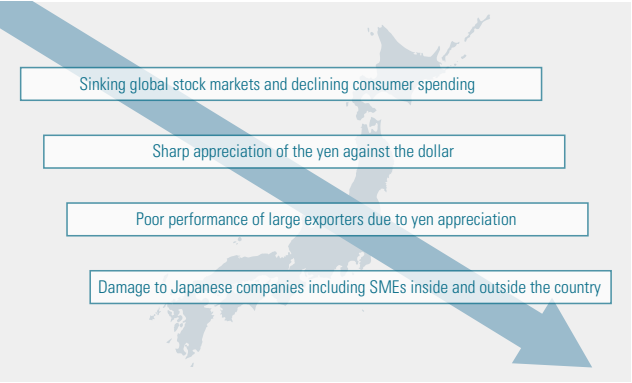 Sinking global stock markets and declining consumer spending
Sharp appreciation of the yen against the dollar
Poor performance of large exporters due to yen appreciation
Damage to Japanese companies including SMEs inside and outside the country